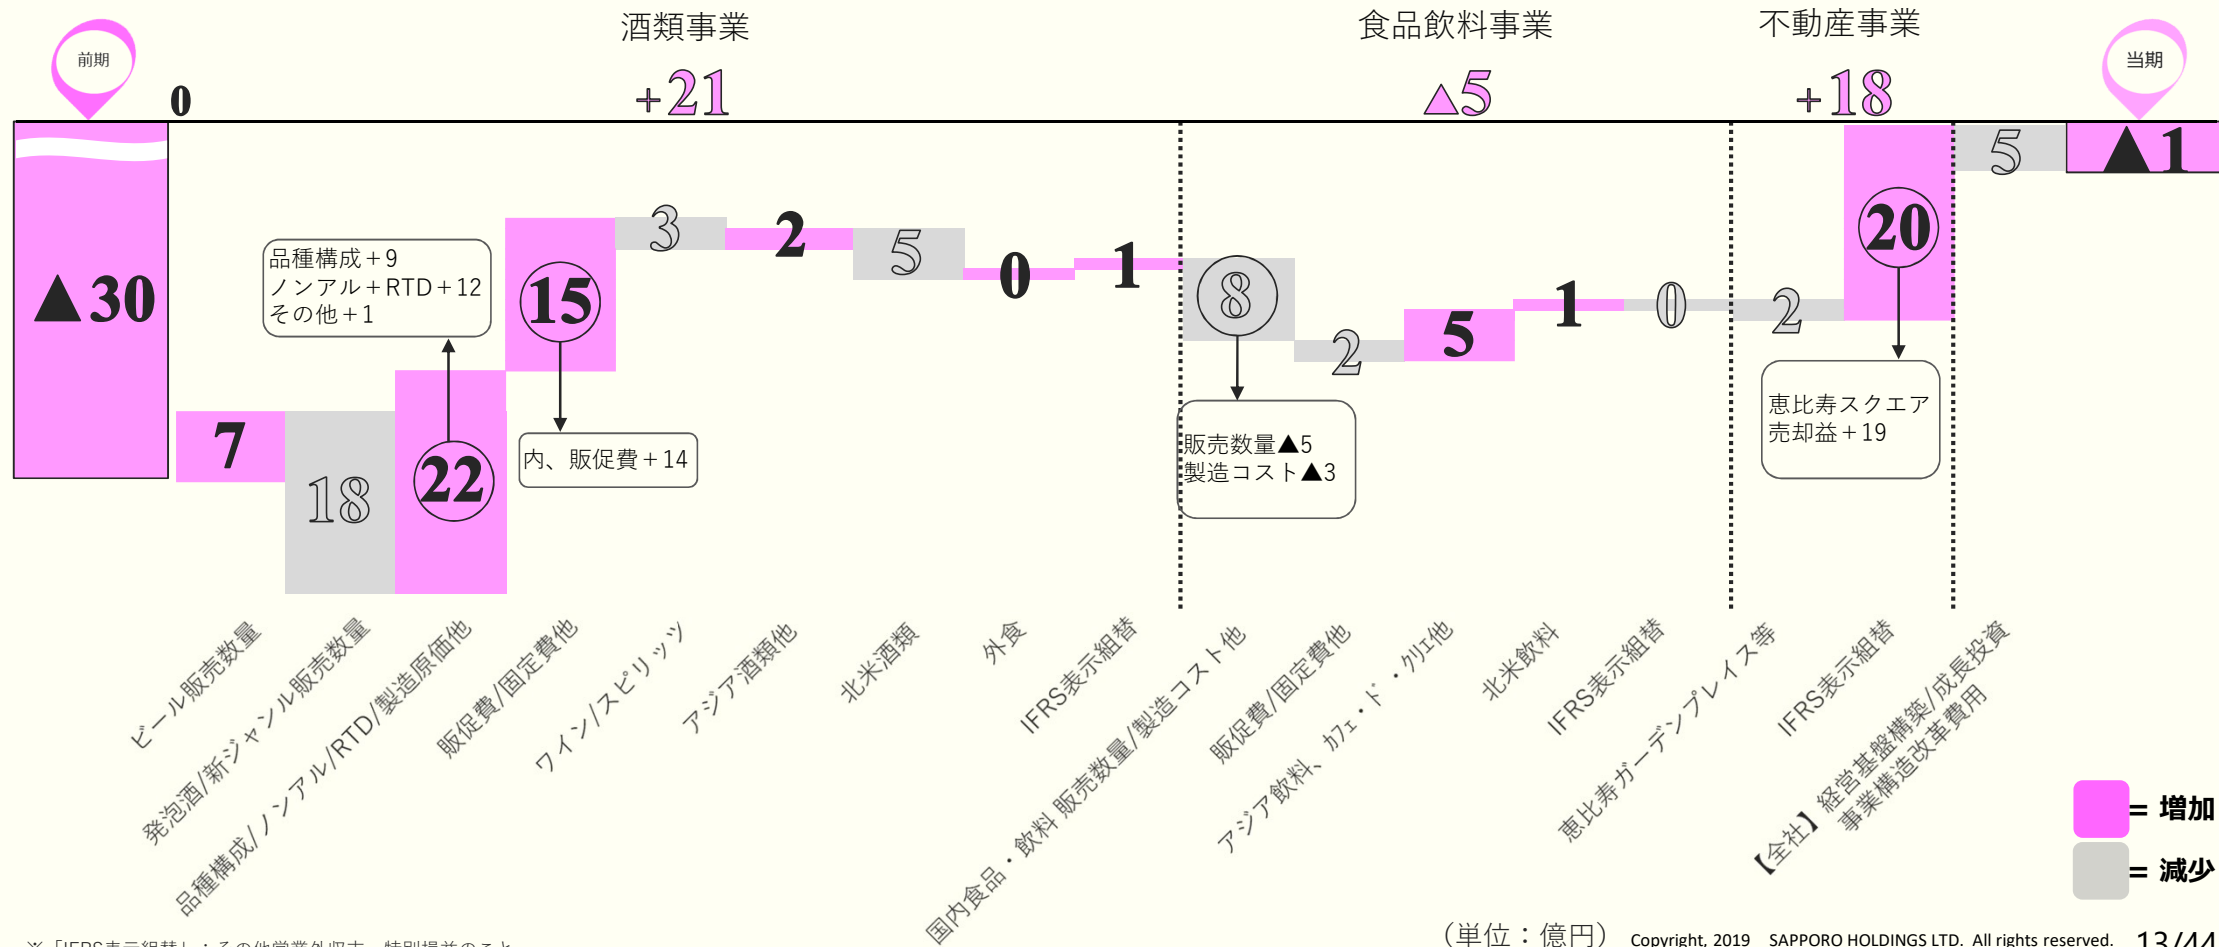 酒類事業
食品飲料事業
不動産事業
前期
当期
0
+21
▲5
+18
▲30
7
18
22
15
3
2
5
0
1
8
2
5
1
0
2
20
5
▲1
品種構成＋9
ノンアル＋RTD＋12
その他＋1
内、販促費＋14
販売数量▲5
製造コスト▲3
恵比寿スクエア
売却益＋19
ビール販売数量
発泡酒/新ジャンル販売数量
品種構成/ノンアル/RTD/製造原価他
販促費/固定費他
ワイン/スピリッツ
アジア酒類他
北米酒類
外食
IFRS表示組替
国内食品・飲料 販売数量/製造コスト他
販促費/固定費他
アジア飲料、ｶﾌｪ・ﾄﾞ・ｸﾘｴ他
北米飲料
IFRS表示組替
恵比寿ガーデンプレイス等
IFRS表示組替
【全社】経営基盤構築/成長投資
事業構造改革費用
= 増加
= 減少
（単位：億円）
Copyright, 2019 SAPPORO HOLDINGS LTD. All rights reserved.
13/44